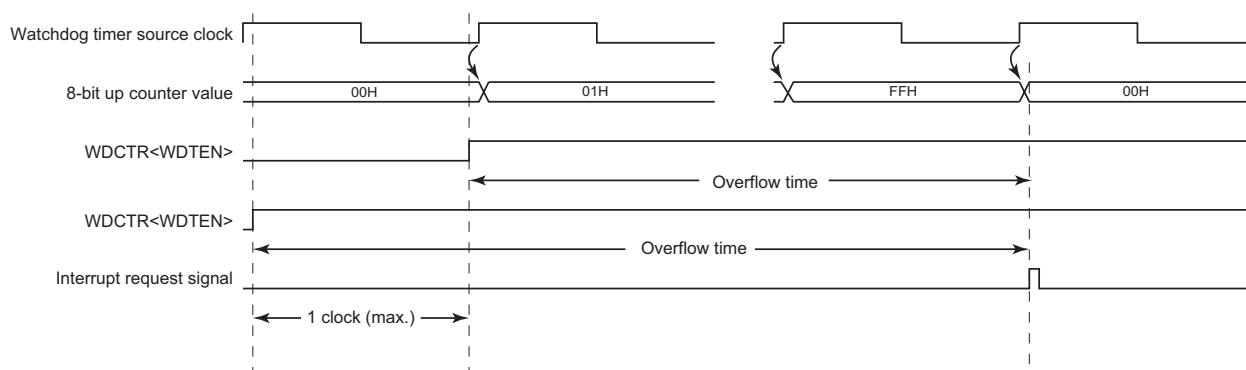 Watchdog timer source clock
8-bit up counter value
00H
01H
FFH
00H
WDCTR<WDTEN>
Overflow time
WDCTR<WDTEN>
Overflow time
Interrupt request signal
1 clock (max.)